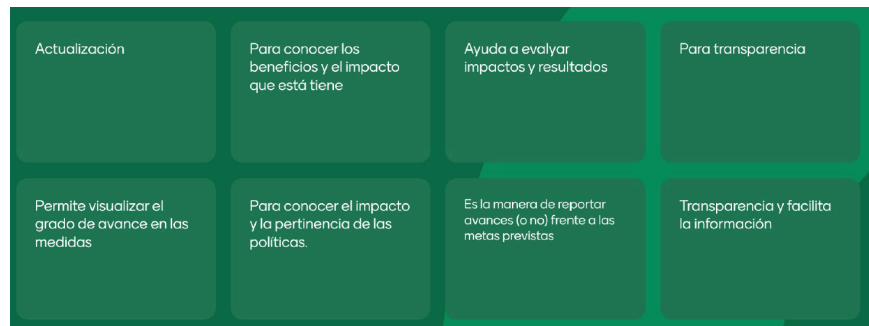 Actualización
Para conocer los
beneficios y el impacto
que está tiene
Ayuda a evalyar
impactos y resultados
Para transparencia
Permite visualizar el
grado de avance en las
medidas
Para conocer el impacto
y la pertinencia de las
políticas.
Es la manera de reportar
avances (o no) frente a las
metas previstas
Transparencia y facilita
la información